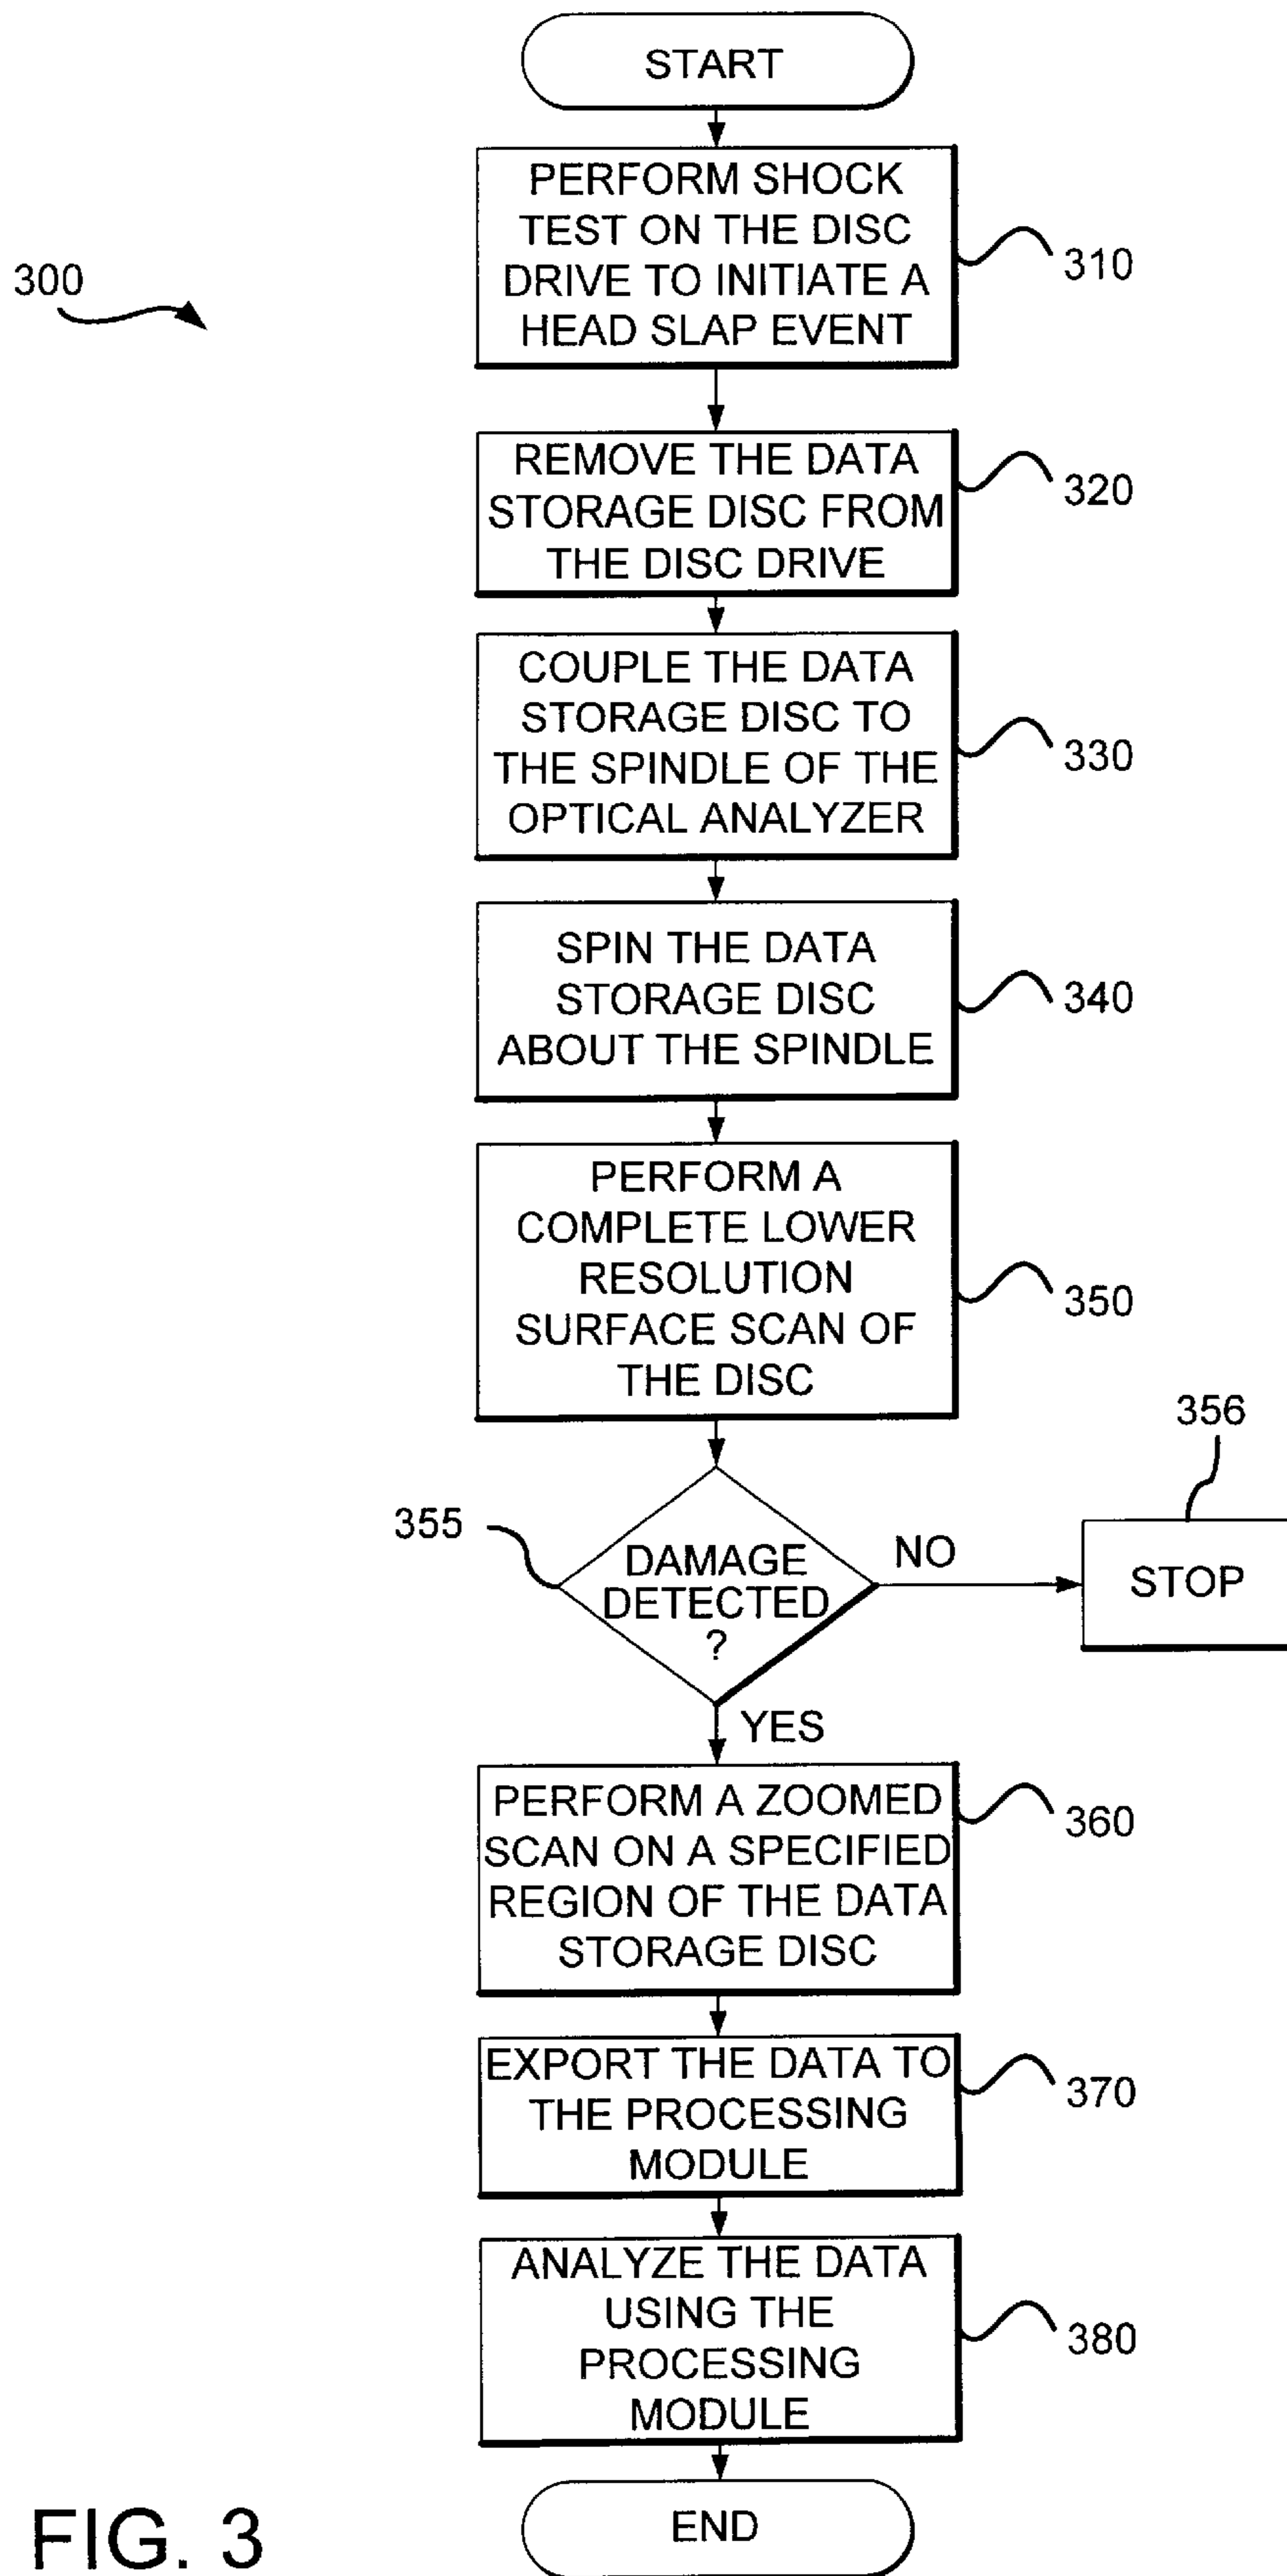 START
300
PERFORM SHOCK
TEST ON THE DISC
DRIVE TO INITIATE A
HEAD SLAP EVENT
310
REMOVE THE DATA
STORAGE DISC FROM
THE DISC DRIVE
320
COUPLE THE DATA
STORAGE DISC TO
THE SPINDLE OF THE
OPTICAL ANALYZER
330
SPIN THE DATA
STORAGE DISC
ABOUT THE SPINDLE
340
PERFORM A
COMPLETE LOWER
RESOLUTION
SURFACE SCAN OF
THE DISC
350
355
DAMAGE
DETECTED
?
NO
356
STOP
YES
PERFORM A ZOOMED
SCAN ON A SPECIFIED
REGION OF THE DATA
STORAGE DISC
360
EXPORT THE DATA TO
THE PROCESSING
MODULE
370
ANALYZE THE DATA
USING THE
PROCESSING
MODULE
380
END
FIG. 3